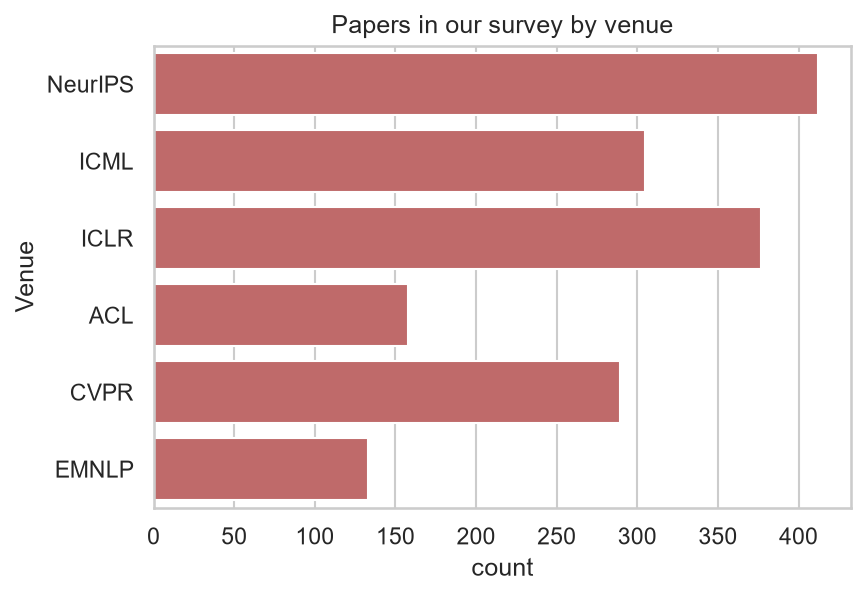 Papers in our survey by venue
Venue
NeurIPS
ICML
ICLR
ACL
CVPR
EMNLP
0 50 100 150 200 250 300 350 400
count